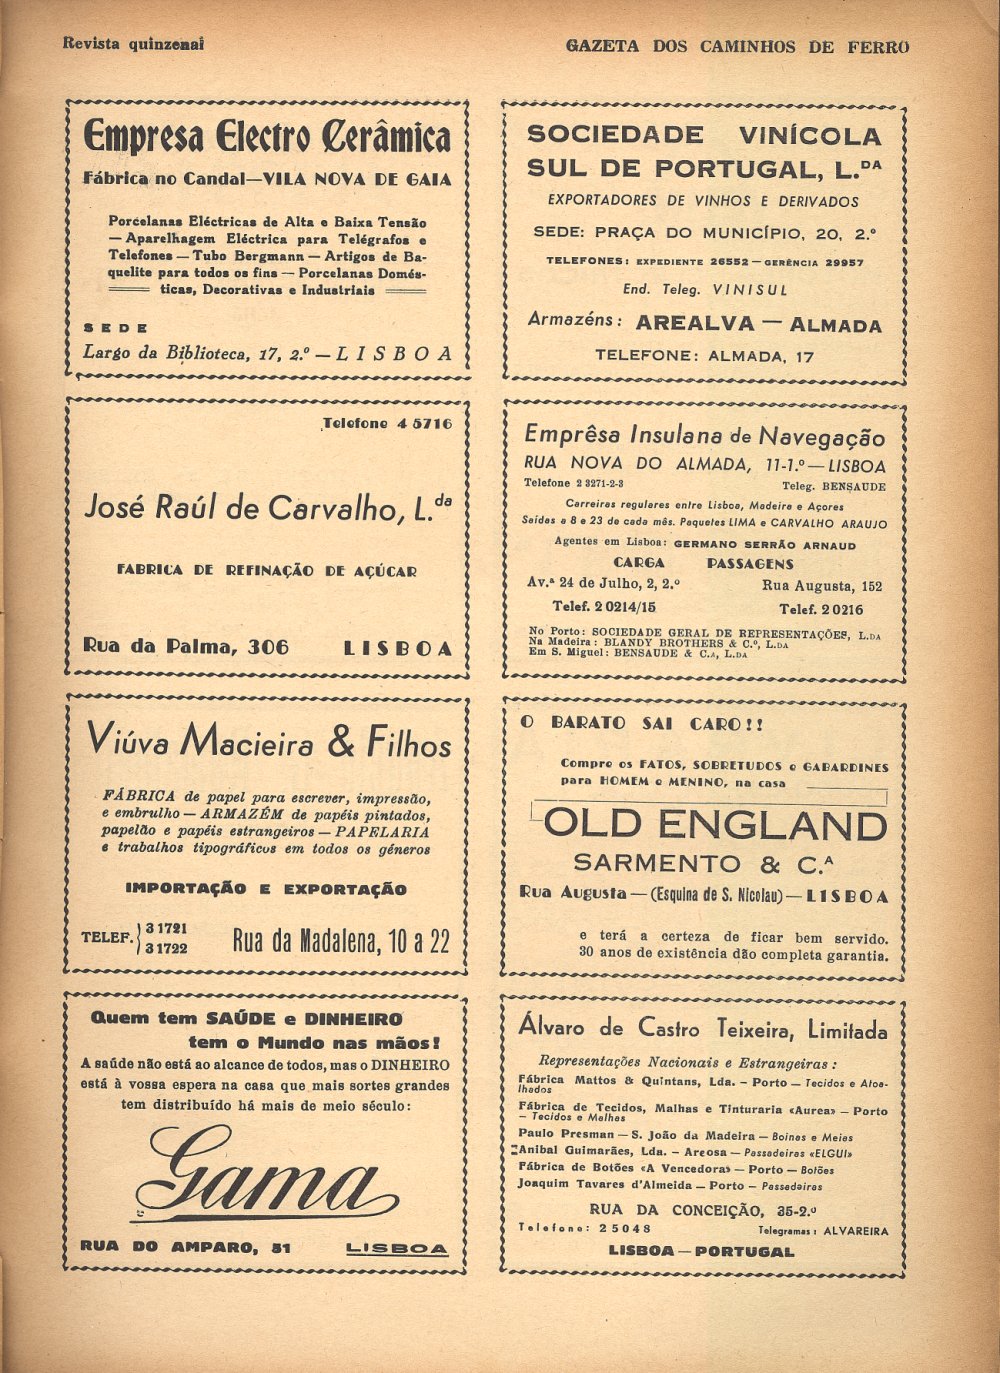 Revista quinzenal
GAZETA DOS CAMINHOS DE FERRO
Empresa Electro Cerâmica
Fábrica no Candal—VILA NOVA DE GAIA
Porcelanas Eléctricas de Alta e Baixa Tensão
— Aparelhagem Eléctrica para Telégrafos e
Telefones — Tubo Bergmann — Artigos de Ba-
quelite para todos os fins — Porcelanas Domés-
ticas, Decorativas e Industriais
SEDE
Largo da Biblioteca, 17, 2.º — LISBOA
SOCIEDADE VINÍCOLA
SUL DE PORTUGAL, L.DA
EXPORTADORES DE VINHOS E DERIVADOS
SEDE: PRAÇA DO MUNICÍPIO, 20, 2.º
TELEFONES: EXPEDIENTE 26552 — GERÊNCIA 29957
End. Teleg. VINISUL
Armazéns: AREALVA — ALMADA
TELEFONE: ALMADA, 17
Telefone 4 5716
José Raúl de Carvalho, L.da
FABRICA DE REFINAÇÃO DE AÇÚCAR
Rua da Palma, 306 LISBOA
Emprêsa Insulana de Navegação
RUA NOVA DO ALMADA, 11-1.º — LISBOA
Telefone 2 3271-2-3 Teleg. BENSAUDE
Carreiras regulares entre Lisboa, Madeira e Açores
Saídas a 8 e 23 de cada mês. Paquetes LIMA e CARVALHO ARAUJO
Agentes em Lisboa: GERMANO SERRÃO ARNAUD
CARGA PASSAGENS
Av.ª 24 de Julho, 2, 2.º Rua Augusta, 152
Telef. 2 0214/15 Telef. 2 0216
No Porto: SOCIEDADE GERAL DE REPRESENTAÇÕES, L.DA
Na Madeira: BLANDY BROTHERS & C.º, L.DA
Em S. Miguel: BENSAUDE & C.A, L.DA
Viúva Macieira & Filhos
FÁBRICA de papel para escrever, impressão,
e embrulho — ARMAZÉM de papéis pintados,
papelão e papéis estrangeiros — PAPELARIA
e trabalhos tipográficos em todos os géneros
IMPORTAÇÃO E EXPORTAÇÃO
TELEF. } 3 1721
3 1722
Rua da Madalena, 10 a 22
O BARATO SAI CARO!!
Compre os FATOS, SOBRETUDOS e GABARDINES
para HOMEM e MENINO, na casa
OLD ENGLAND
SARMENTO & C.A
Rua Augusta — (Esquina de S. Nicolau) — LISBOA
e terá a certeza de ficar bem servido.
30 anos de existência dão completa garantia.
Quem tem SAÚDE e DINHEIRO
tem o Mundo nas mãos!
A saúde não está ao alcance de todos, mas o DINHEIRO
está à vossa espera na casa que mais sortes grandes
tem distribuído há mais de meio século:
Gama
RUA DO AMPARO, 51 LISBOA
Álvaro de Castro Teixeira, Limitada
Representações Nacionais e Estrangeiras:
Fábrica Mattos & Quintans, Lda. – Porto — Tecidos e Atoa-
lhados
Fábrica de Tecidos, Malhas e Tinturaria «Aurea» — Porto
— Tecidos e Malhas
Paulo Presman — S. João da Madeira — Boinas e Meias
Anibal Guimarães, Lda. – Areosa — Passadeiras «ELGUI»
Fábrica de Botões «A Vencedora» — Porto — Botões
Joaquim Tavares d'Almeida — Porto — Passadeiras
RUA DA CONCEIÇÃO, 35-2.º
Telefone: 25048 Telegramas: ALVAREIRA
LISBOA — PORTUGAL